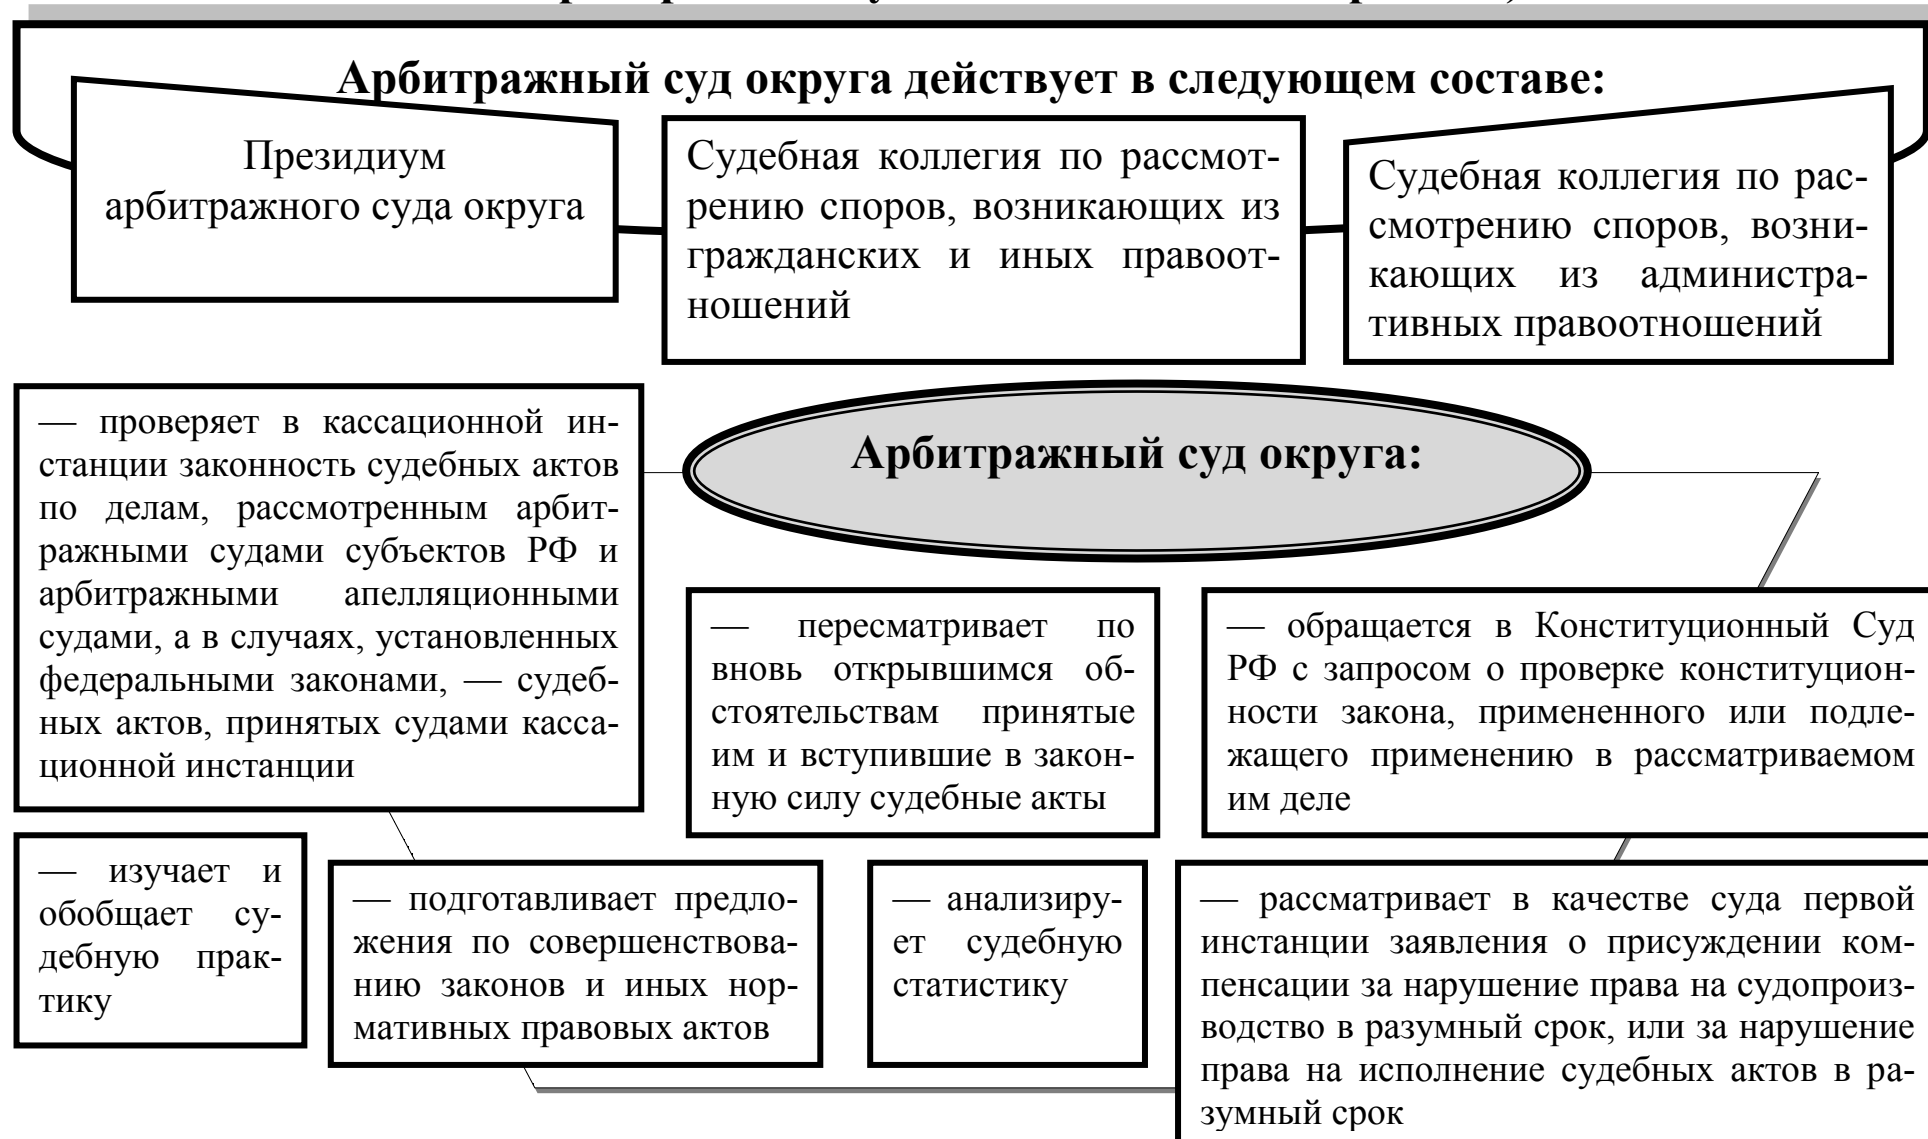 Арбитражный суд округа действует в следующем составе:
Президиум
арбитражного суда округа
Судебная коллегия по рассмот-
рению споров, возникающих из
гражданских и иных правоот-
ношений
Судебная коллегия по рас-
смотрению споров, возни-
кающих из администра-
тивных правоотношений
Арбитражный суд округа:
— проверяет в кассационной ин-
станции законность судебных актов
по делам, рассмотренным арбит-
ражными судами субъектов РФ и
арбитражными апелляционными
судами, а в случаях, установленных
федеральными законами, — судеб-
ных актов, принятых судами касса-
ционной инстанции
— пересматривает по
вновь открывшимся об-
стоятельствам принятые
им и вступившие в закон-
ную силу судебные акты
— обращается в Конституционный Суд
РФ с запросом о проверке конституцион-
ности закона, примененного или подле-
жащего применению в рассматриваемом
им деле
— изучает и
обобщает су-
дебную прак-
тику
— подготавливает предло-
жения по совершенствова-
нию законов и иных нор-
мативных правовых актов
— анализиру-
ет судебную
статистику
— рассматривает в качестве суда первой
инстанции заявления о присуждении ком-
пенсации за нарушение права на судопроиз-
водство в разумный срок, или за нарушение
права на исполнение судебных актов в ра-
зумный срок